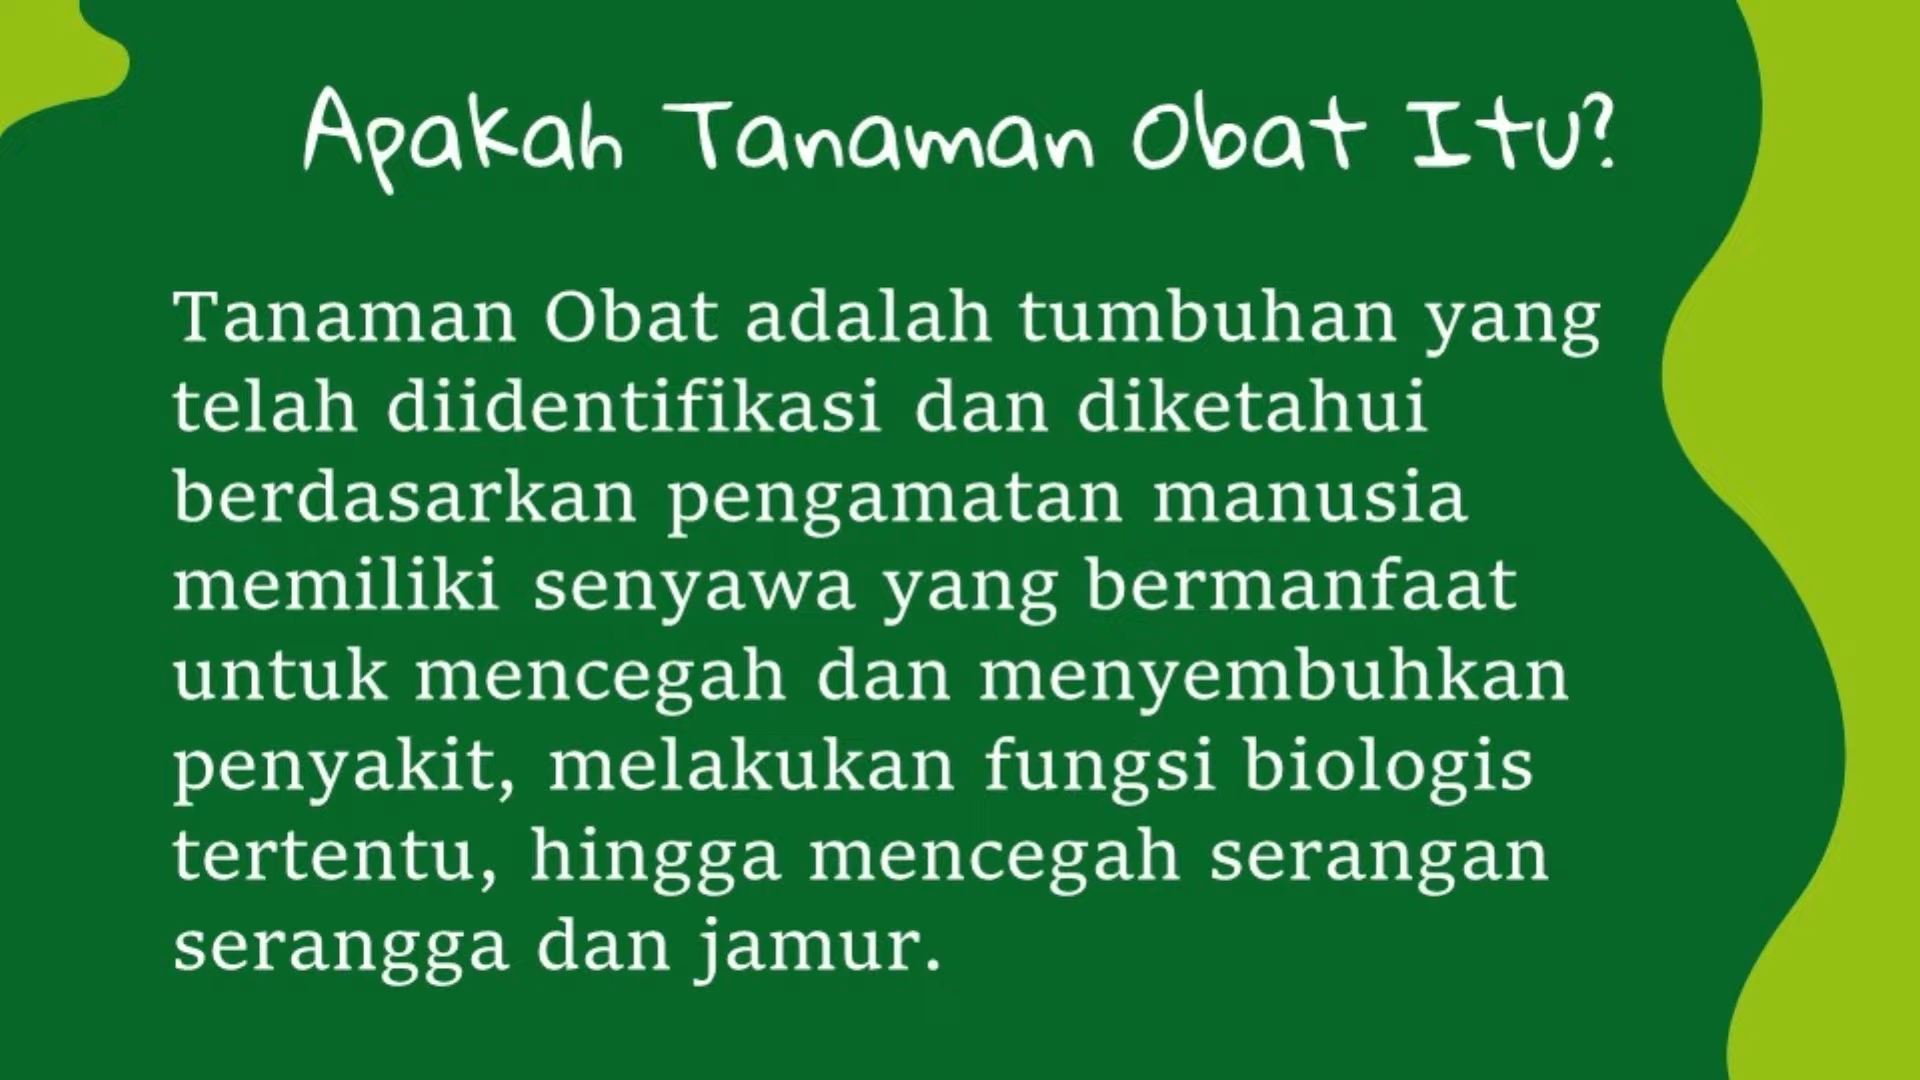 Apakah Tanaman Obat Itu?
Tanaman Obat adalah tumbuhan yang
telah diidentifikasi dan diketahui
berdasarkan pengamatan manusia
memiliki senyawa yang bermanfaat
untuk mencegah dan menyembuhkan
penyakit, melakukan fungsi biologis
tertentu, hingga mencegah serangan
serangga dan jamur.